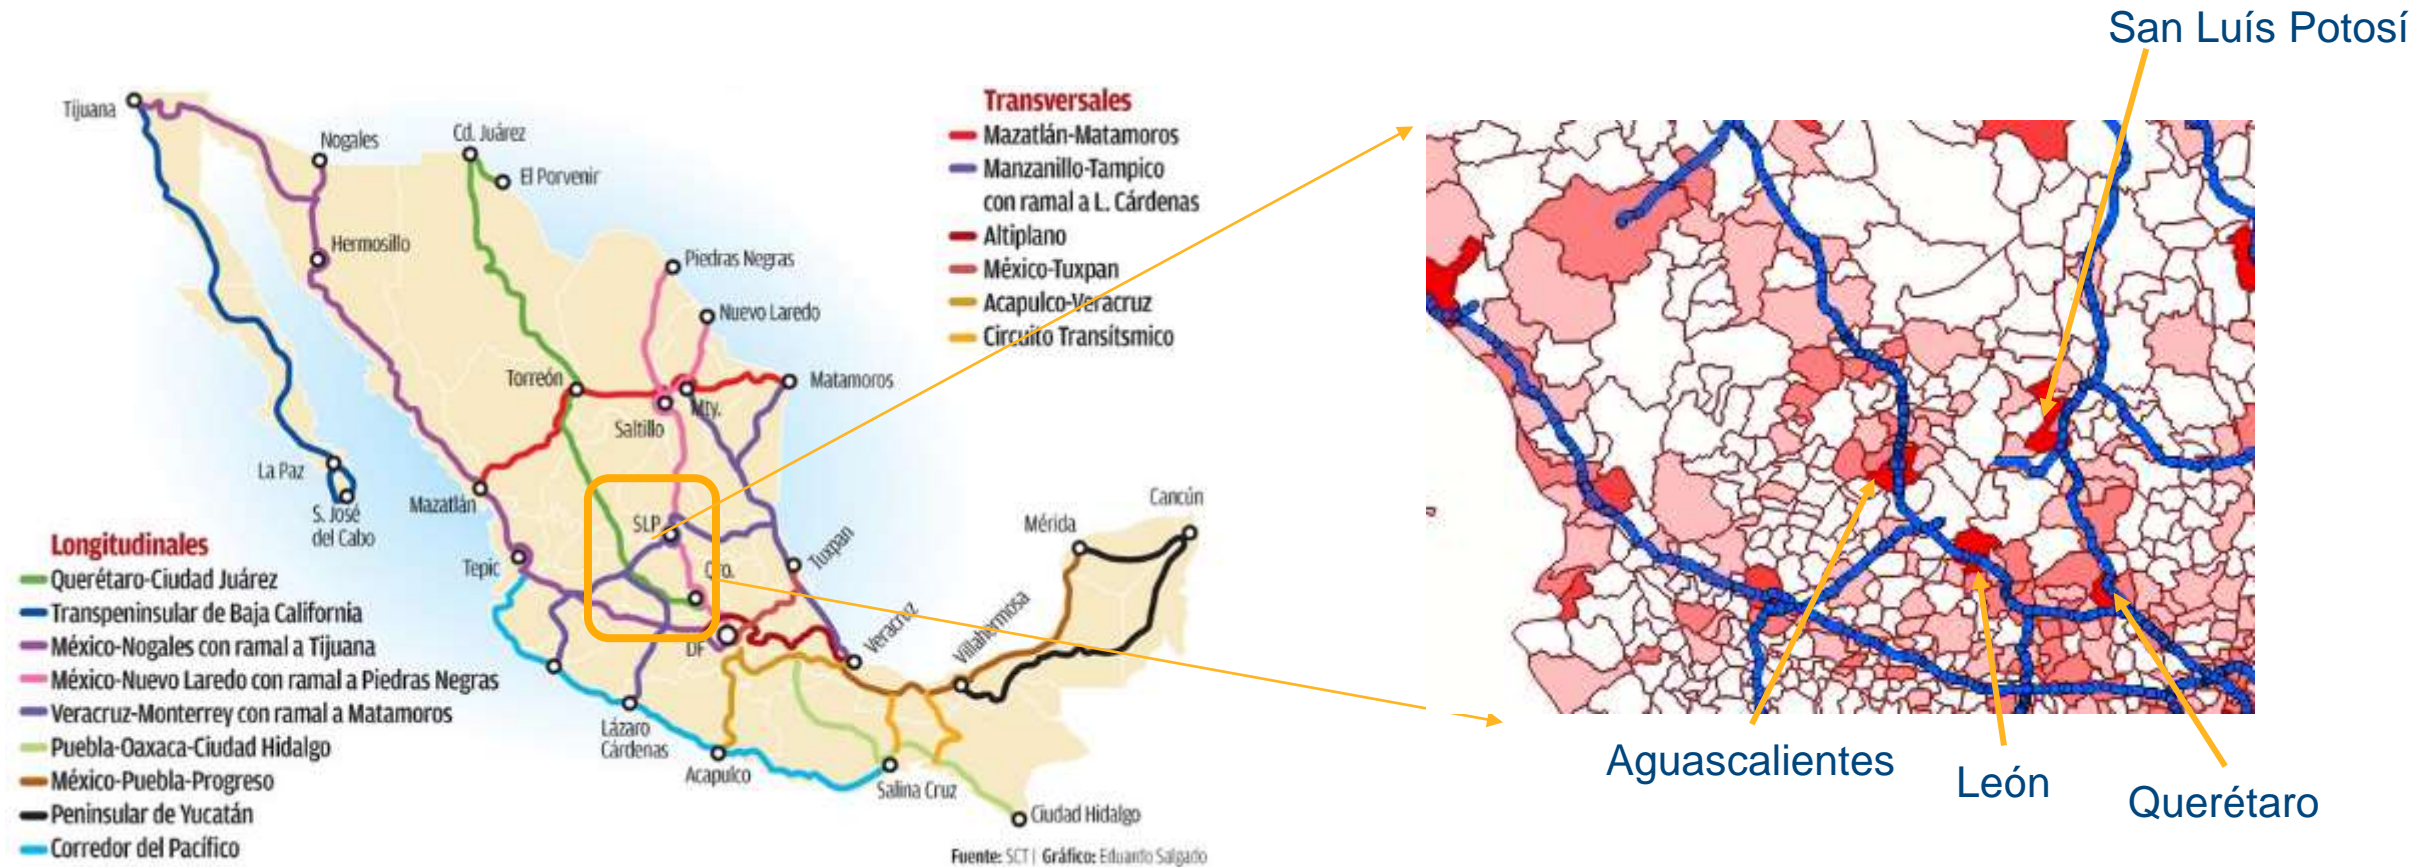 San Luís Potosí
Tijuana
Nogales
Cd. Juárez
El Porvenir
Hermosillo
Piedras Negras
Nuevo Laredo
Torreón
Matamoros
Mty.
Saltillo
La Paz
S. José
del Cabo
Mazatlán
SLP
Tepic
Qro.
Tuxpan
Mérida
Cancún
DF
Veracruz
Villahermosa
Lázaro
Cárdenas
Acapulco
Salina Cruz
Ciudad Hidalgo
Transversales
Mazatlán-Matamoros
Manzanillo-Tampico
con ramal a L. Cárdenas
Altiplano
México-Tuxpan
Acapulco-Veracruz
Circuito Transítsmico
Longitudinales
Querétaro-Ciudad Juárez
Transpeninsular de Baja California
México-Nogales con ramal a Tijuana
México-Nuevo Laredo con ramal a Piedras Negras
Veracruz-Monterrey con ramal a Matamoros
Puebla-Oaxaca-Ciudad Hidalgo
México-Puebla-Progreso
Peninsular de Yucatán
Corredor del Pacífico
Fuente: SCT | Gráfico: Eduardo Salgado
Aguascalientes
León
Querétaro